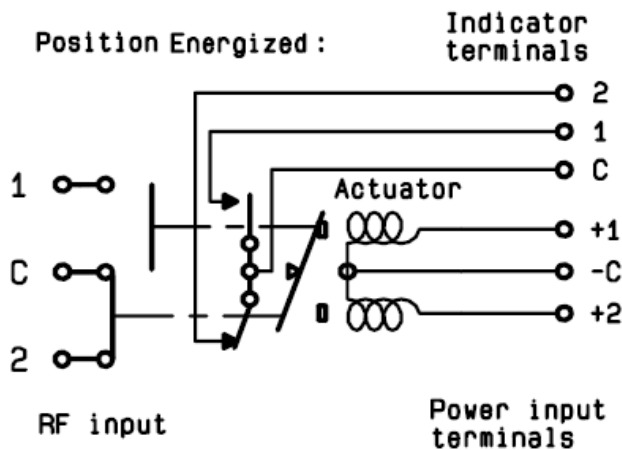 Position Energized :
Indicator
terminals
2
1
C
1
Actuator
+1
C
-C
+2
2
RF input
Power input
terminals